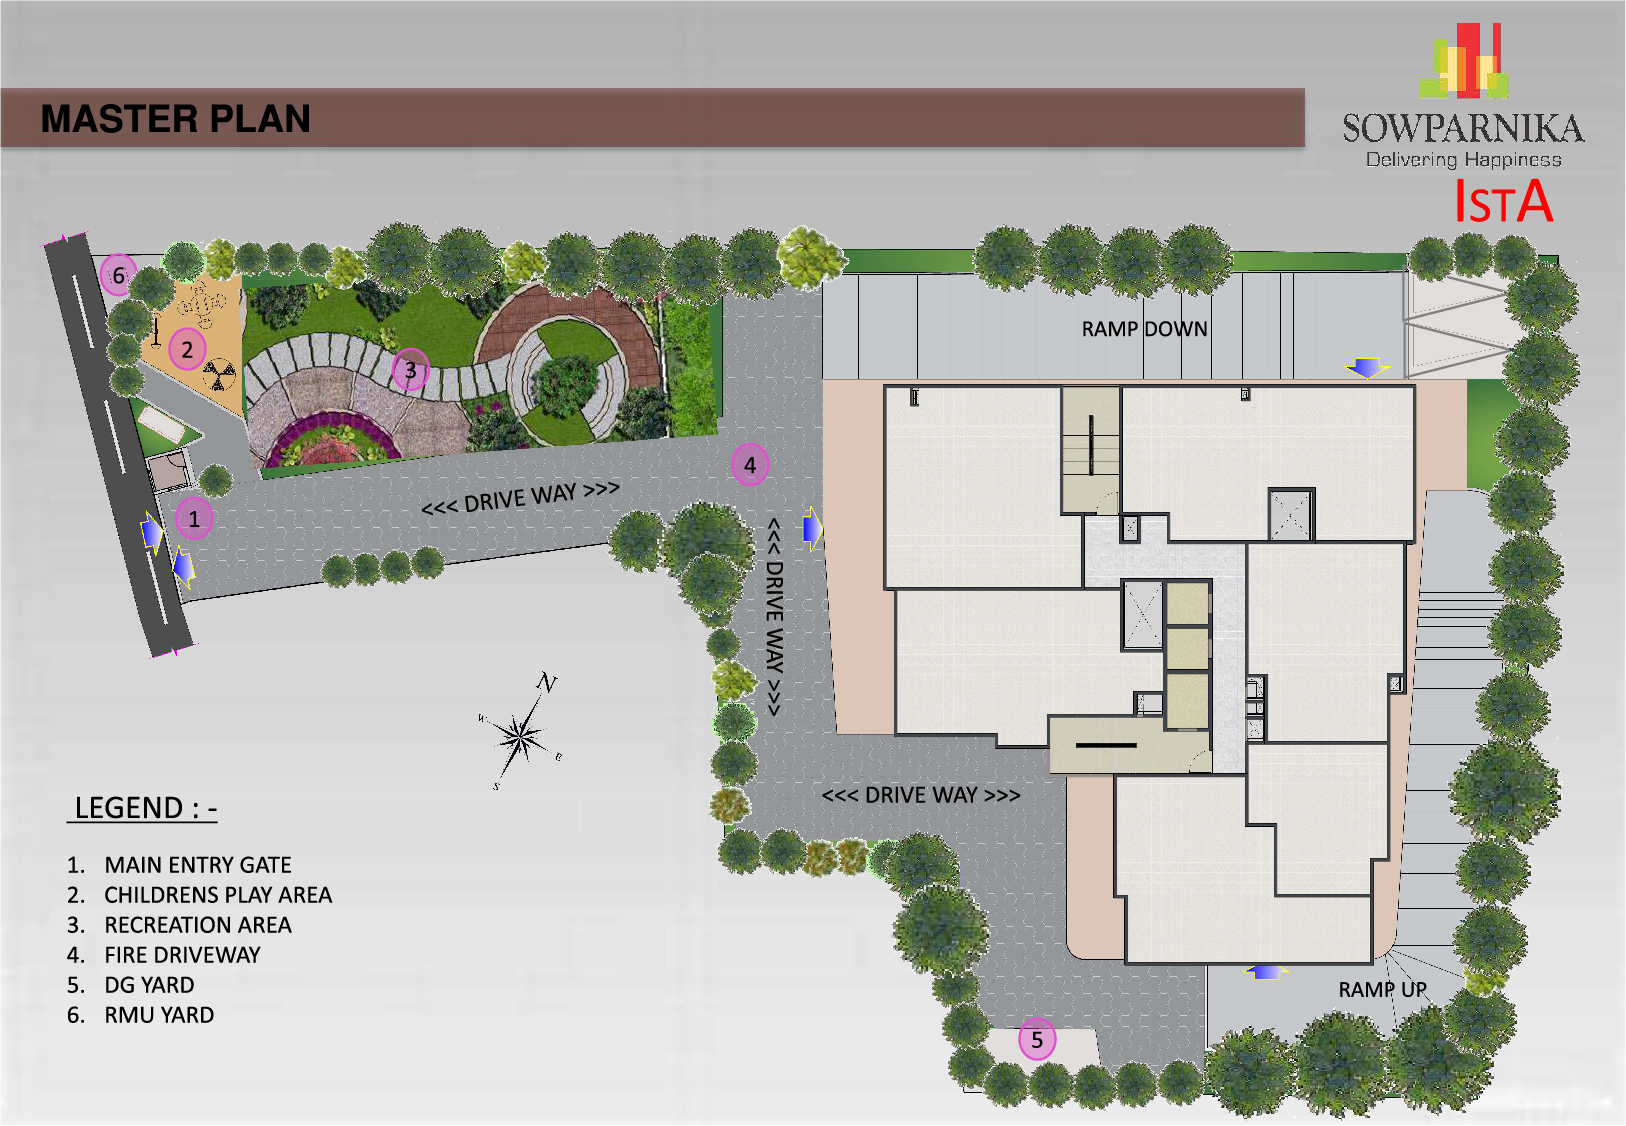 MASTER PLAN
SOWPARNIKA
Delivering Happiness
ISTA
6
2
3
RAMP DOWN
4
<<< DRIVE WAY >>>
1
<<< DRIVE WAY >>>
N
W
E
S
<<< DRIVE WAY >>>
LEGEND : -
1. MAIN ENTRY GATE
2. CHILDRENS PLAY AREA
3. RECREATION AREA
4. FIRE DRIVEWAY
5. DG YARD
6. RMU YARD
RAMP UP
5